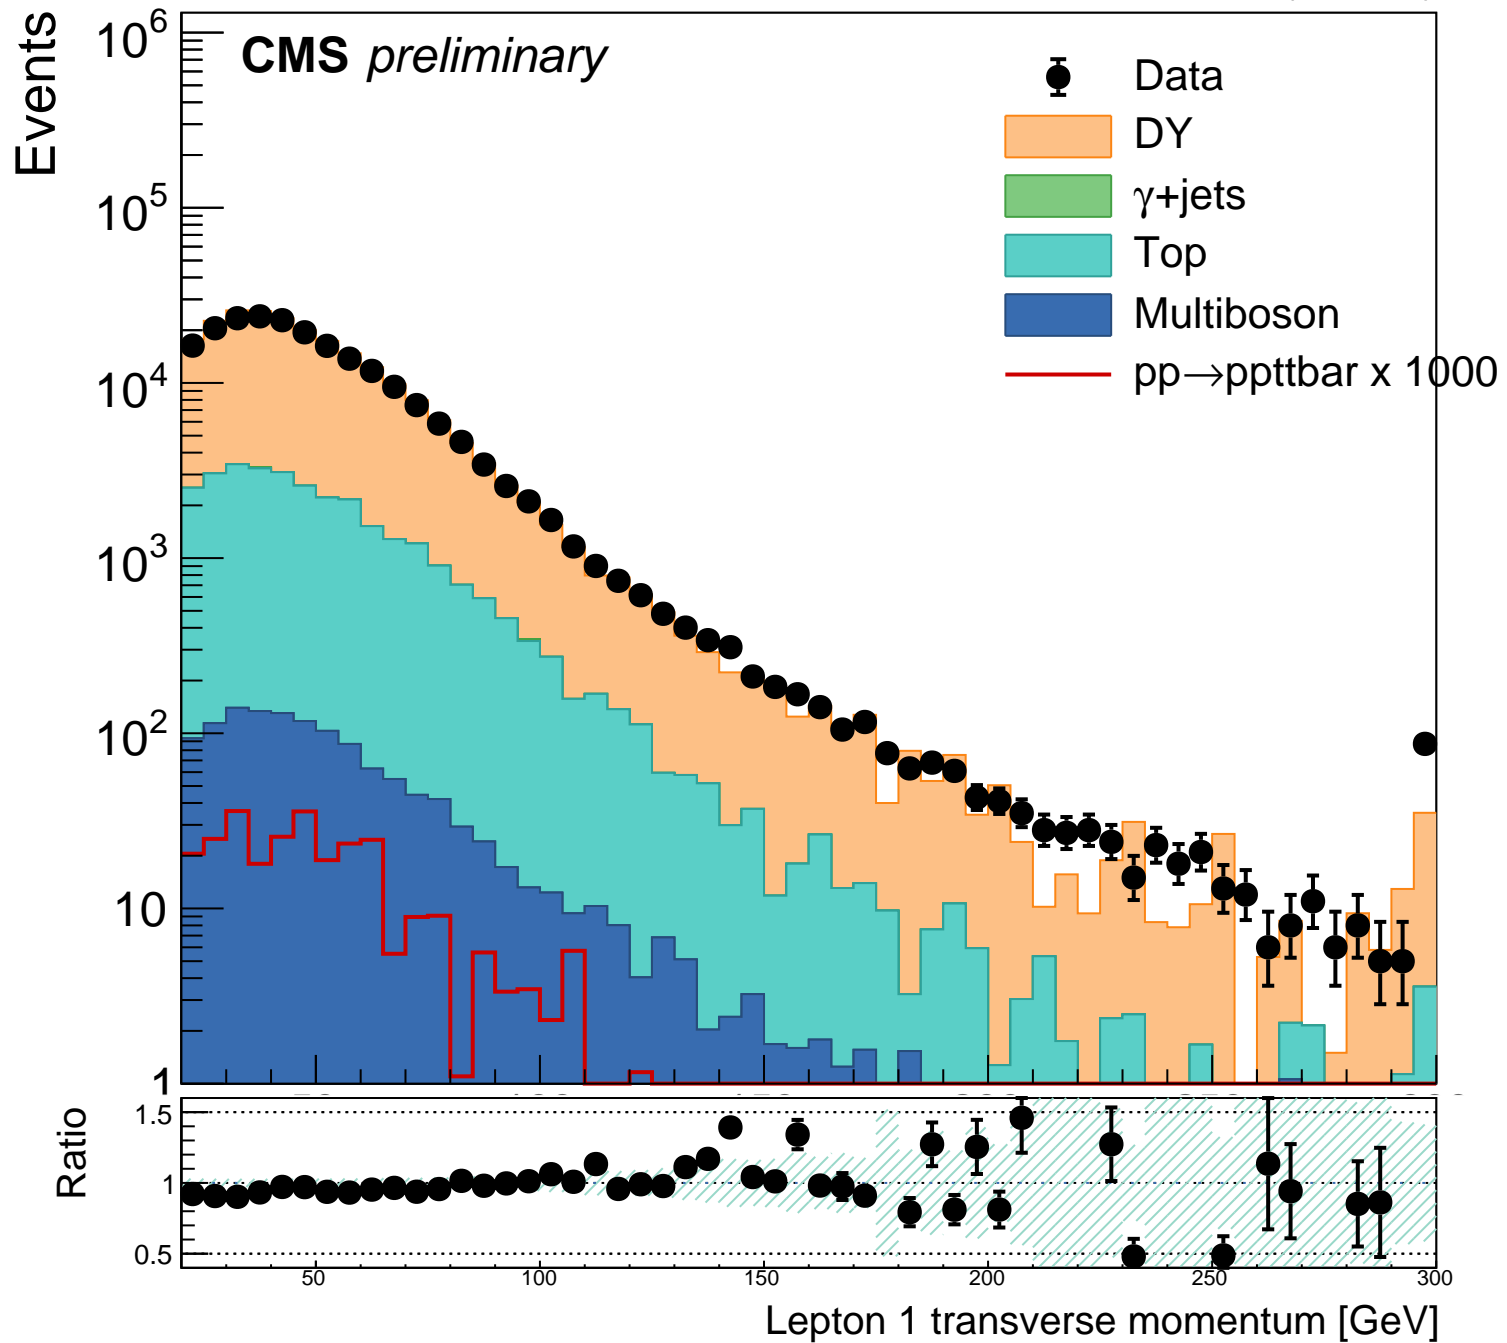 CMS preliminary
Events
10^6
10^5
10^4
10^3
10^2
10
1
Data
DY
γ+jets
Top
Multiboson
pp→ppttbar x 1000
Ratio
1.5
1
0.5
50 100 150 200 250 300
Lepton 1 transverse momentum [GeV]